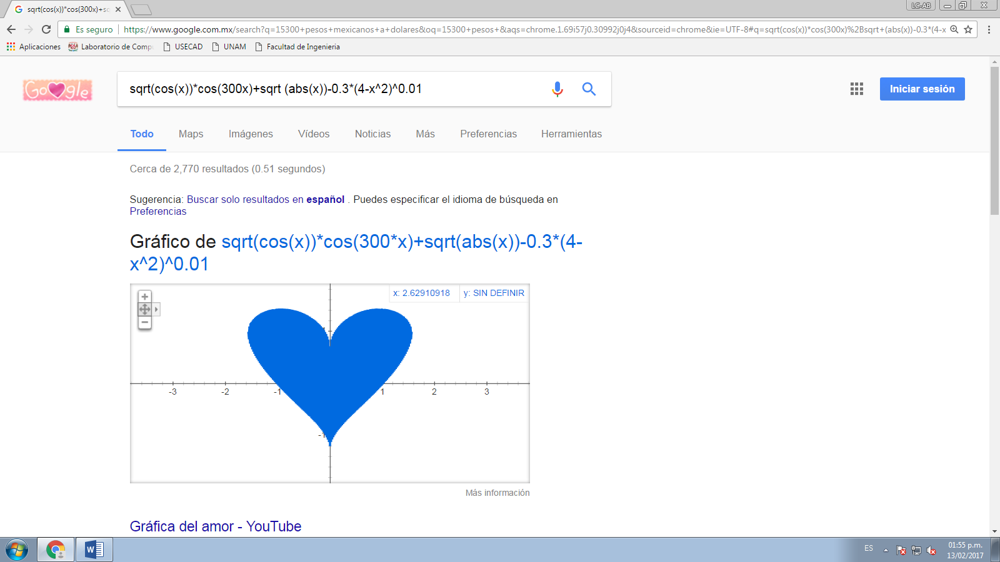 sqrt(cos(x))*cos(300x)+sq
LC-AB
Es seguro
https://www.google.com.mx/search?q=15300+pesos+mexicanos+a+dolares&oq=15300+pesos+&aqs=chrome.1.69i57j0.30992j0j4&sourceid=chrome&ie=UTF-8#q=sqrt(cos(x))*cos(300x)%2Bsqrt+(abs(x))-0.3*(4-x
Aplicaciones Laboratorio de Compu USECAD UNAM Facultad de Ingenieria
Google
sqrt(cos(x))*cos(300x)+sqrt (abs(x))-0.3*(4-x^2)^0.01
Iniciar sesión
Todo Maps Imágenes Vídeos Noticias Más Preferencias Herramientas
Cerca de 2,770 resultados (0.51 segundos)
Sugerencia: Buscar solo resultados en español . Puedes especificar el idioma de búsqueda en
Preferencias
Gráfico de sqrt(cos(x))*cos(300*x)+sqrt(abs(x))-0.3*(4-
x^2)^0.01
x: 2.62910918 y: SIN DEFINIR
-3 -2 -1 1 2 3
-1
Más información
Gráfica del amor - YouTube
ES
01:55 p.m.
13/02/2017